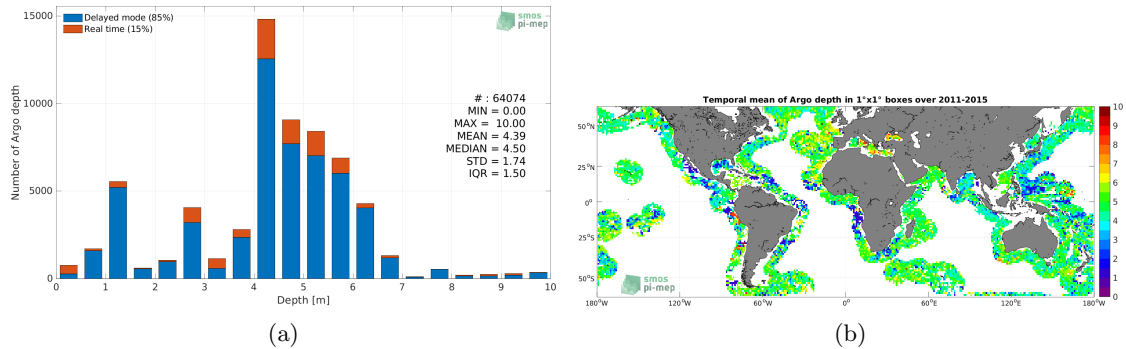 15000
10000
5000
0
Number of Argo depth
Delayed mode (85%)
Real time (15%)
smos
pi-mep
# : 64074
MIN = 0.00
MAX = 10.00
MEAN = 4.39
MEDIAN = 4.50
STD = 1.74
IQR = 1.50
0 1 2 3 4 5 6 7 8 9 10
Depth [m]
(a)
Temporal mean of Argo depth in 1°x1° boxes over 2011-2015
50°N
25°N
0°
25°S
50°S
smos
pi-mep
180°W 120°W 60°W 0° 60°E 120°E 180°W
10
9
8
7
6
5
4
3
2
1
0
(b)